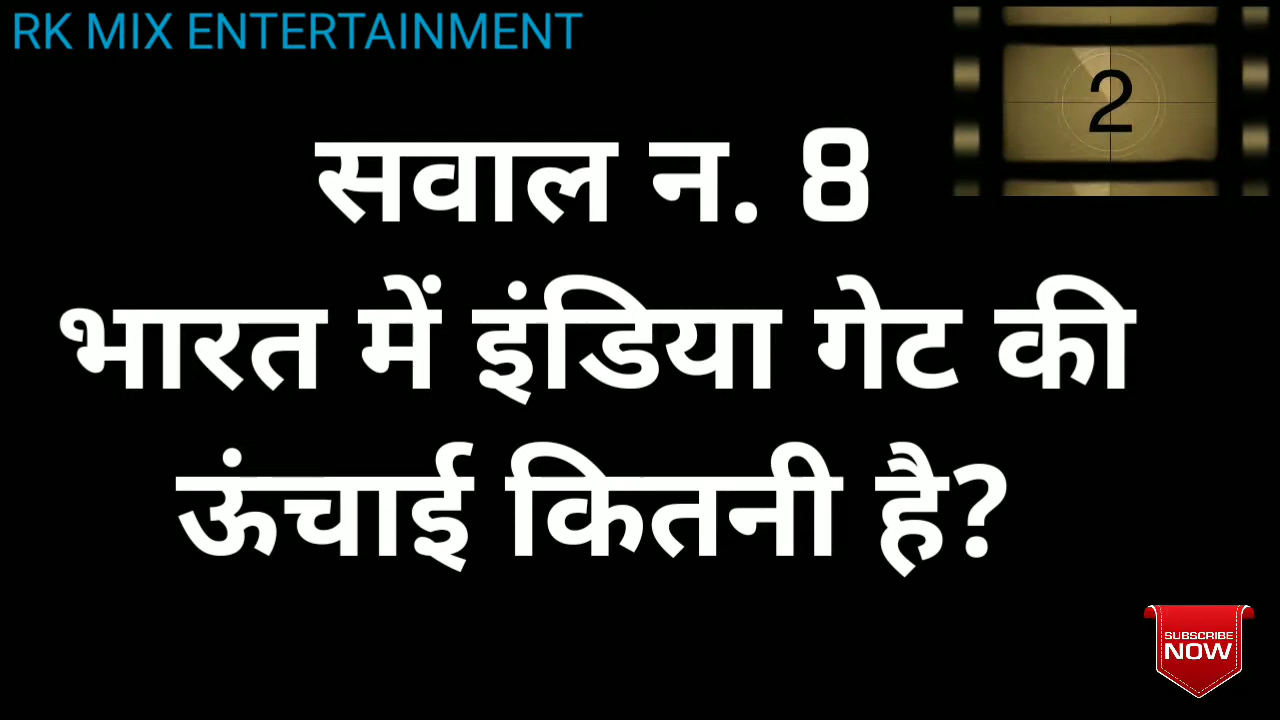 RK MIX ENTERTAINMENT
2
सवाल न. 8
भारत में इंडिया गेट की
ऊंचाई कितनी है?
SUBSCRIBE
NOW